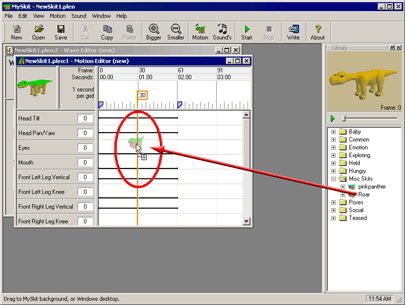 MySkit - NewSkit1.pleo
File Edit View Motion Sound Window Help
New Open Save Cut Copy Paste Undo Redo Bigger Smaller Motion Sound's Start Stop Write About
NewSkit1.plesc2 - Wave Editor (new)
NewSkit1.plesc1 - Motion Editor (new)
Frame: 0 30 61 91
Seconds: 00.00 01.00 02.00 03.00
1 second
per grid
30
Head Tilt 0
Head Pan/Yaw 0
Eyes 0
Mouth 0
Front Left Leg Vertical 0
Front Left Leg Knee 0
Front Right Leg Vertical 0
Front Right Leg Knee 0
Library
Frame: 0
Baby
Common
Emotion
Exploring
Held
Hungry
Misc Skits
pinkpanther
Roar
Poses
Social
Teased
Drag to MySkit background, or Windows desktop.
11:54 AM